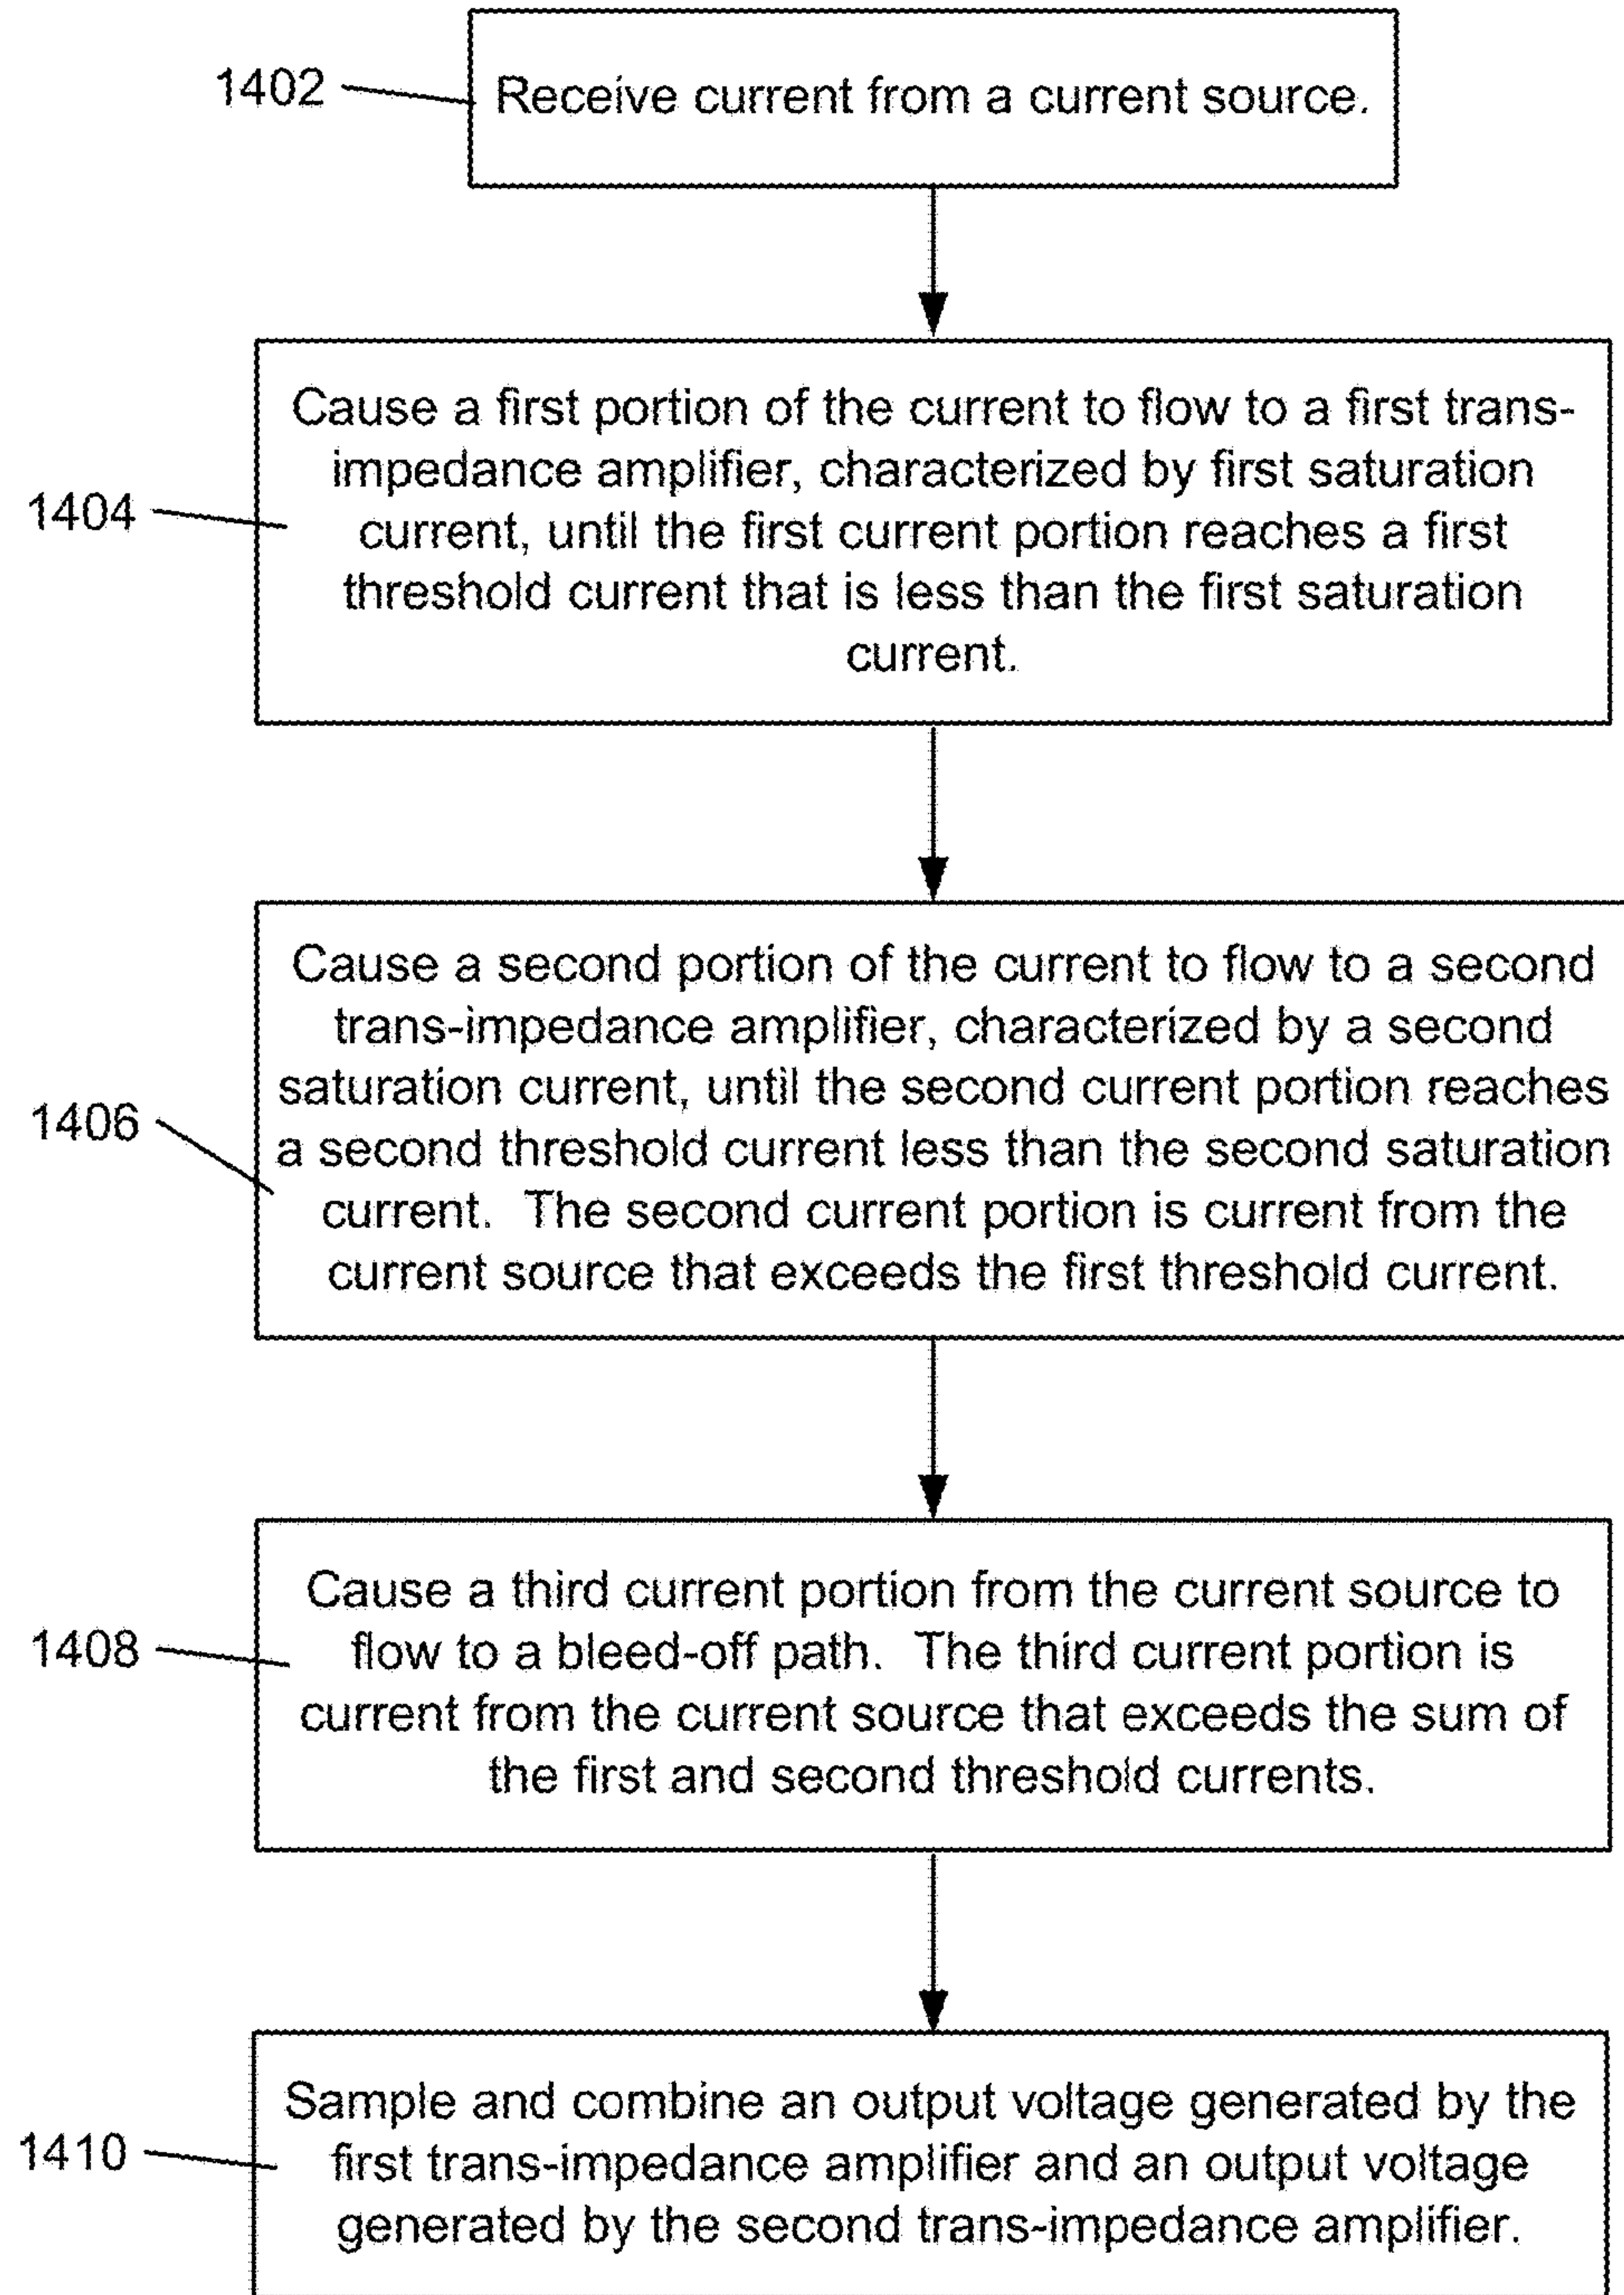 1402
Receive current from a current source.
1404
Cause a first portion of the current to flow to a first trans-
impedance amplifier, characterized by first saturation
current, until the first current portion reaches a first
threshold current that is less than the first saturation
current.
1406
Cause a second portion of the current to flow to a second
trans-impedance amplifier, characterized by a second
saturation current, until the second current portion reaches
a second threshold current less than the second saturation
current. The second current portion is current from the
current source that exceeds the first threshold current.
1408
Cause a third current portion from the current source to
flow to a bleed-off path. The third current portion is
current from the current source that exceeds the sum of
the first and second threshold currents.
1410
Sample and combine an output voltage generated by the
first trans-impedance amplifier and an output voltage
generated by the second trans-impedance amplifier.